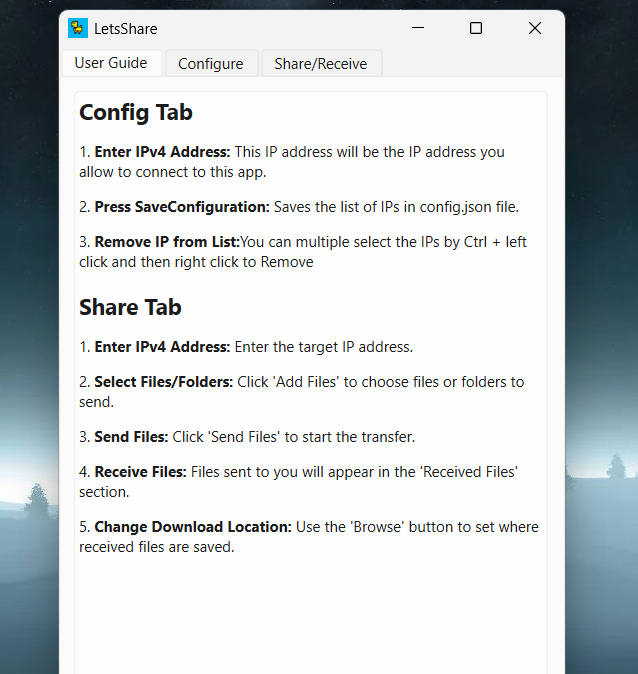 LetsShare
User Guide
Configure
Share/Receive
Config Tab
1. Enter IPv4 Address: This IP address will be the IP address you
allow to connect to this app.
2. Press SaveConfiguration: Saves the list of IPs in config.json file.
3. Remove IP from List:You can multiple select the IPs by Ctrl + left
click and then right click to Remove
Share Tab
1. Enter IPv4 Address: Enter the target IP address.
2. Select Files/Folders: Click 'Add Files' to choose files or folders to
send.
3. Send Files: Click 'Send Files' to start the transfer.
4. Receive Files: Files sent to you will appear in the 'Received Files'
section.
5. Change Download Location: Use the 'Browse' button to set where
received files are saved.